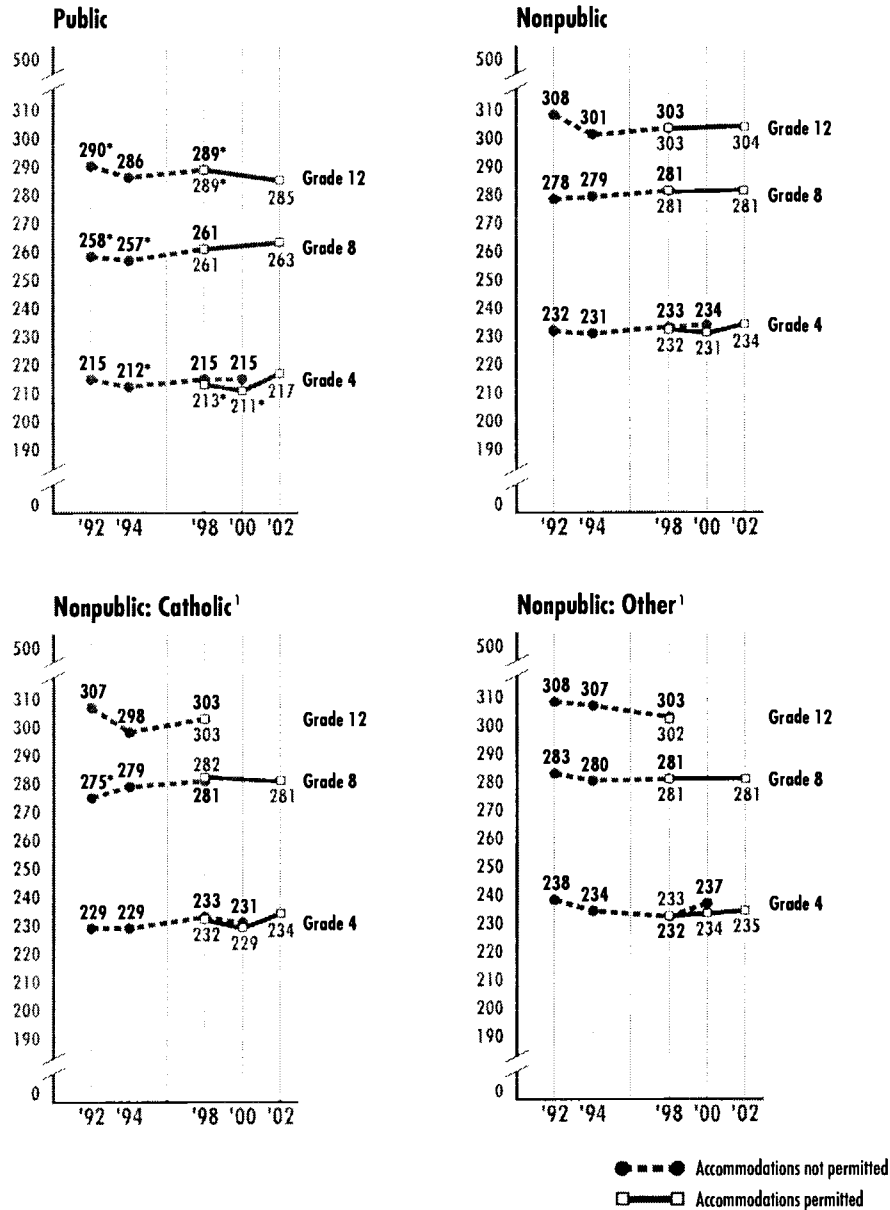 Public
500
310
300
290
280
270
260
250
240
230
220
210
200
190
0
290* 286 289* 289* 285 Grade 12
258* 257* 261 261 263 Grade 8
215 212* 215 213* 215 211* 217 Grade 4
'92 '94 '98 '00 '02
Nonpublic
500
310
300
290
280
270
260
250
240
230
220
210
200
190
0
308 301 303 303 304 Grade 12
278 279 281 281 281 Grade 8
232 231 233 232 234 231 234 Grade 4
'92 '94 '98 '00 '02
Nonpublic: Catholic¹
500
310
300
290
280
270
260
250
240
230
220
210
200
190
0
307 298 303 303 Grade 12
275* 279 282 281 281 Grade 8
229 229 233 232 231 229 234 Grade 4
'92 '94 '98 '00 '02
Nonpublic: Other¹
500
310
300
290
280
270
260
250
240
230
220
210
200
190
0
308 307 303 302 Grade 12
283 280 281 281 281 Grade 8
238 234 233 232 237 234 235 Grade 4
'92 '94 '98 '00 '02
Accommodations not permitted
Accommodations permitted